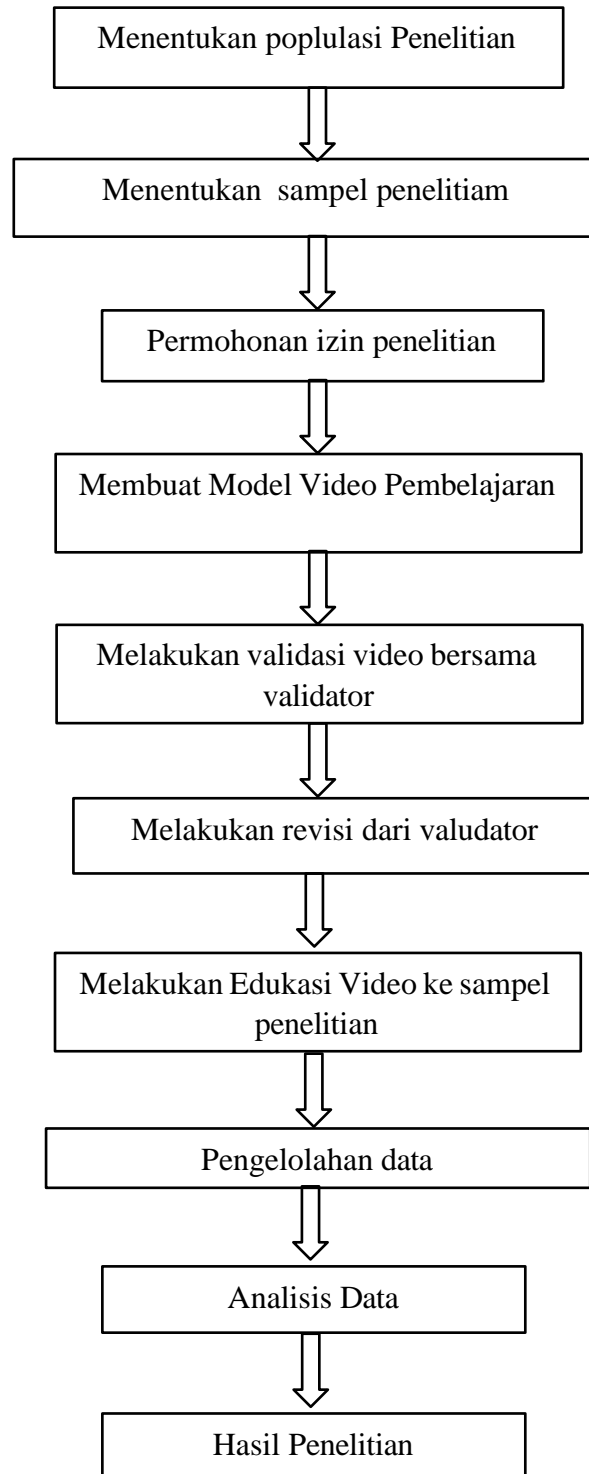 Menentukan poplulasi Penelitian
Menentukan sampel penelitiam
Permohonan izin penelitian
Membuat Model Video Pembelajaran
Melakukan validasi video bersama
validator
Melakukan revisi dari valudator
Melakukan Edukasi Video ke sampel
penelitian
Pengelolahan data
Analisis Data
Hasil Penelitian